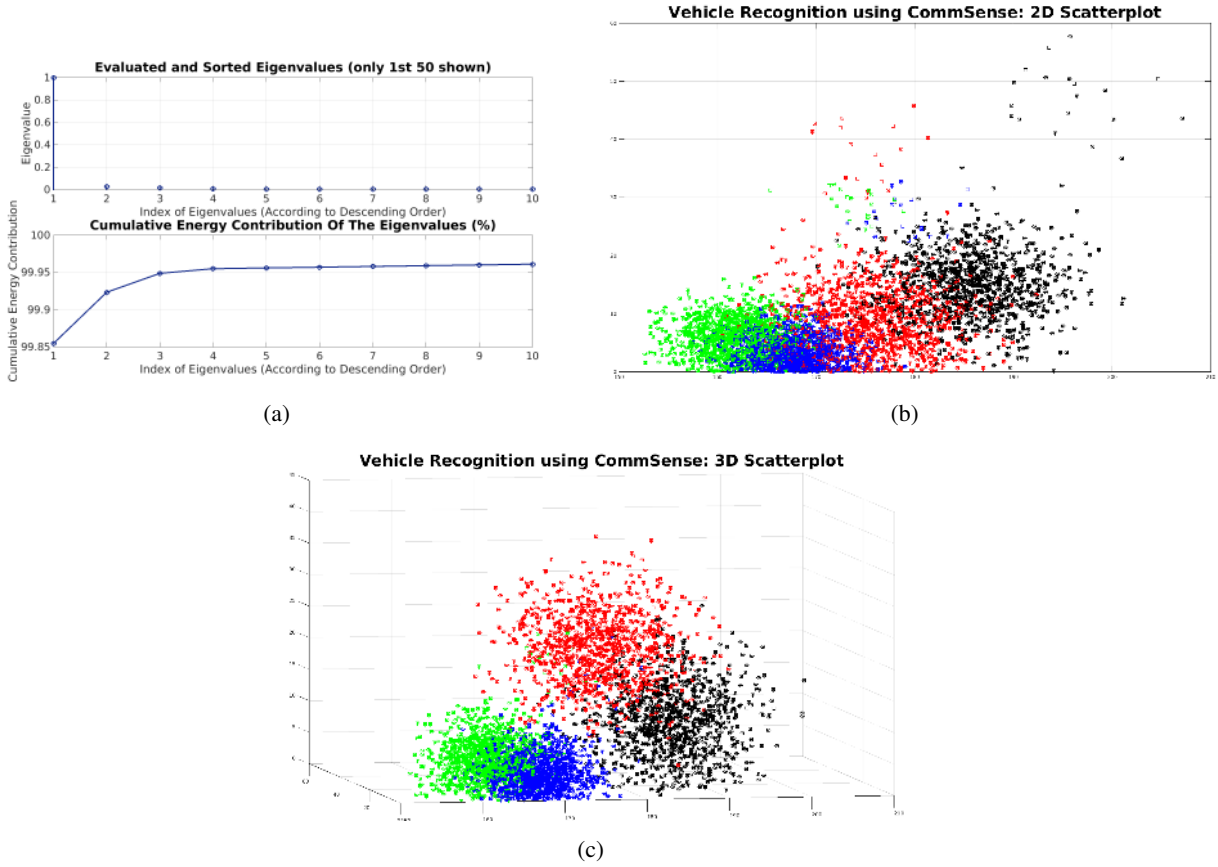 Vehicle Recognition using CommSense: 2D Scatterplot
Evaluated and Sorted Eigenvalues (only 1st 50 shown)
Eigenvalue
1
0.8
0.6
0.4
0.2
0
1 2 3 4 5 6 7 8 9 10
Index of Eigenvalues (According to Descending Order)
Cumulative Energy Contribution Of The Eigenvalues (%)
Cumulative Energy Contribution
100
99.95
99.9
99.85
1 2 3 4 5 6 7 8 9 10
Index of Eigenvalues (According to Descending Order)
(a)
(b)
Vehicle Recognition using CommSense: 3D Scatterplot
(c)